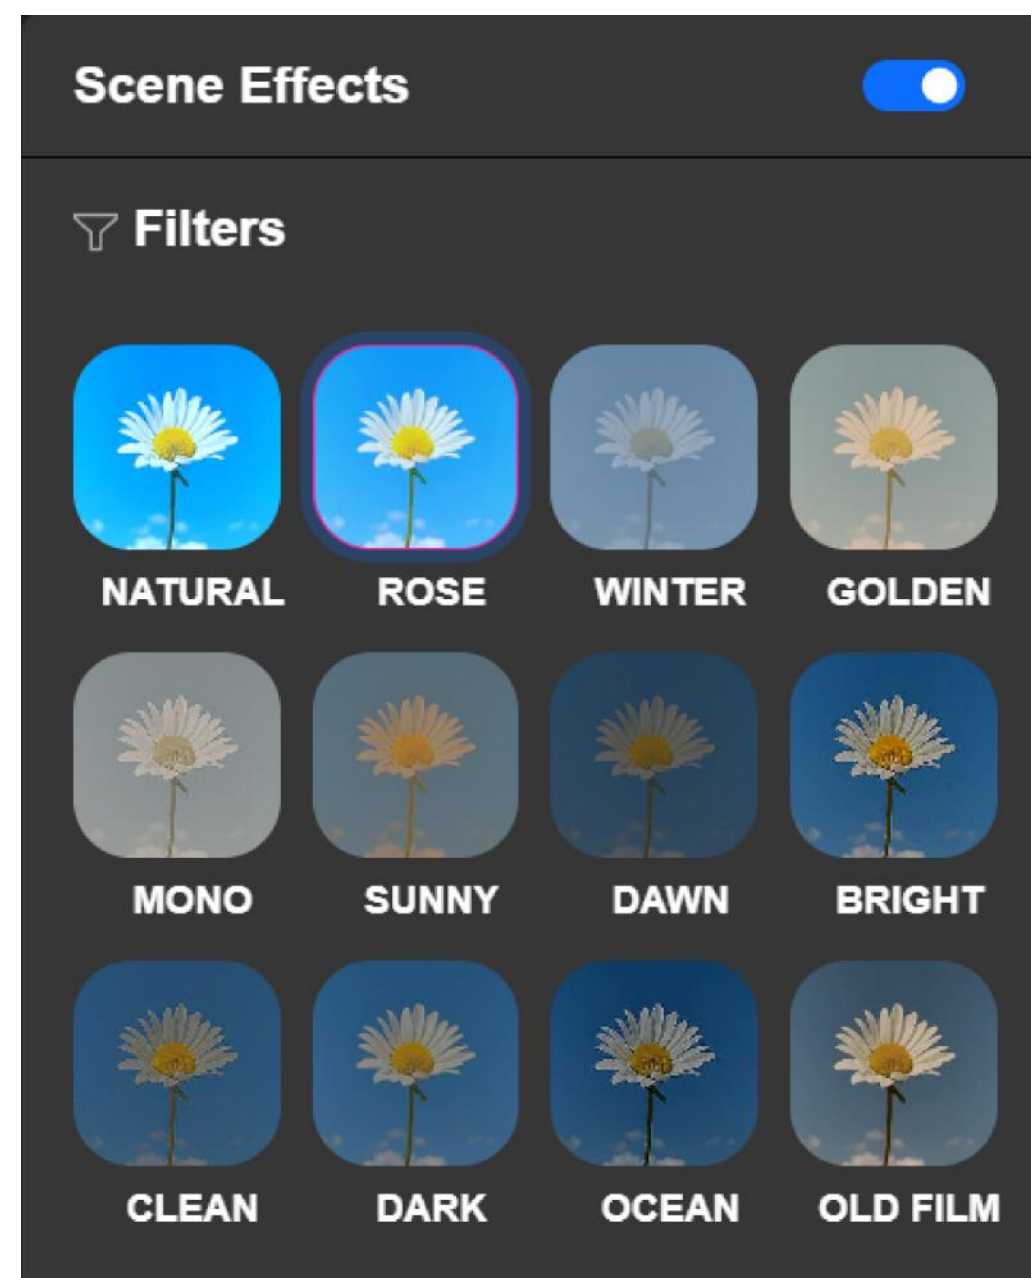 Scene Effects
Filters
NATURAL ROSE WINTER GOLDEN
MONO SUNNY DAWN BRIGHT
CLEAN DARK OCEAN OLD FILM